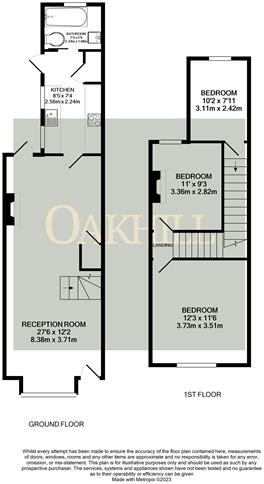 BATHROOM
7'5 x 5'6
2.26m x 1.68m
KITCHEN
8'5 x 7'4
2.56m x 2.24m
BEDROOM
10'2 x 7'11
3.11m x 2.42m
BEDROOM
11' x 9'3
3.36m x 2.82m
OAKHILL
LANDING
RECEPTION ROOM
27'6 x 12'2
8.38m x 3.71m
BEDROOM
12'3 x 11'6
3.73m x 3.51m
1ST FLOOR
GROUND FLOOR
Whilst every attempt has been made to ensure the accuracy of the floor plan contained here, measurements
of doors, windows, rooms and any other items are approximate and no responsibility is taken for any error,
omission, or mis-statement. This plan is for illustrative purposes only and should be used as such by any
prospective purchaser. The services, systems and appliances shown have not been tested and no guarantee
as to their operability or efficiency can be given
Made with Metropix ©2023